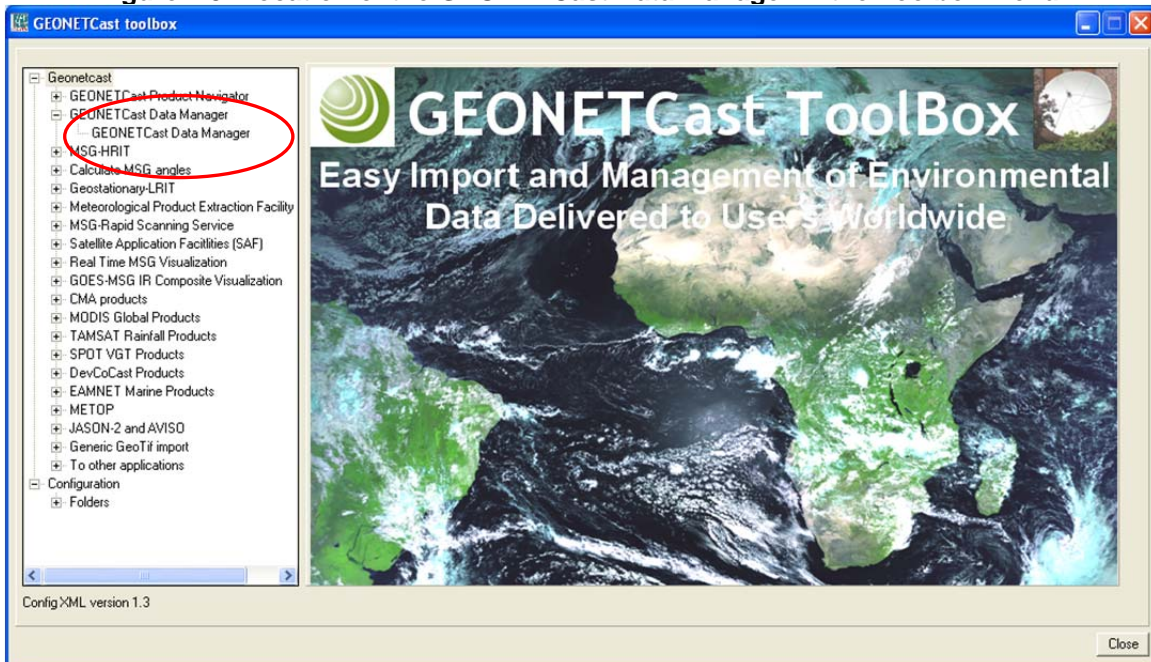 GEONETCast toolbox
Geonetcast
GEONETCast Product Navigator
GEONETCast Data Manager
GEONETCast Data Manager
MSG-HRIT
Calculate MSG angles
Geostationary-LRIT
Meteorological Product Extraction Facility
MSG-Rapid Scanning Service
Satellite Application Facitlities (SAF)
Real Time MSG Visualization
GOES-MSG IR Composite Visualization
CMA products
MODIS Global Products
TAMSAT Rainfall Products
SPOT VGT Products
DevCoCast Products
EAMNET Marine Products
METOP
JASON-2 and AVISO
Generic GeoTif import
To other applications
Configuration
Folders
GEONETCast ToolBox
Easy Import and Management of Environmental
Data Delivered to Users Worldwide
Config XML version 1.3
Close